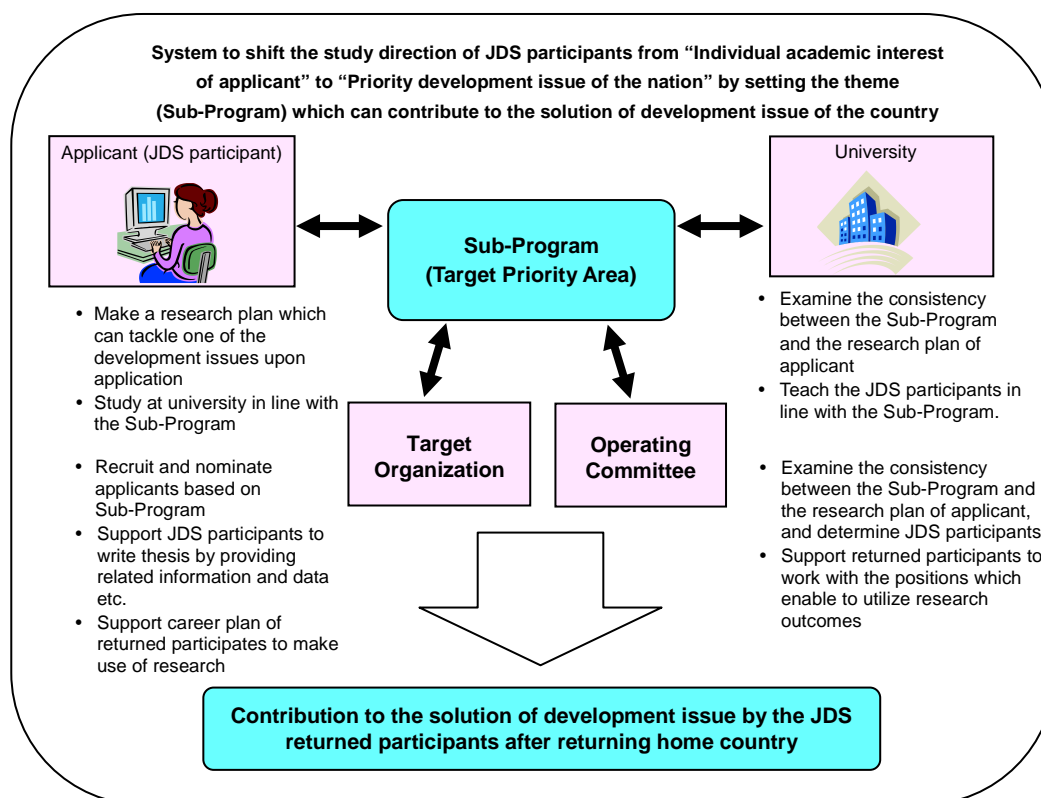 System to shift the study direction of JDS participants from “Individual academic interest
of applicant” to “Priority development issue of the nation” by setting the theme
(Sub-Program) which can contribute to the solution of development issue of the country
Applicant (JDS participant)
University
Sub-Program
(Target Priority Area)
• Make a research plan which
can tackle one of the
development issues upon
application
• Study at university in line with
the Sub-Program
• Examine the consistency
between the Sub-Program
and the research plan of
applicant
• Teach the JDS participants in
line with the Sub-Program.
Target
Organization
Operating
Committee
• Recruit and nominate
applicants based on
Sub-Program
• Support JDS participants to
write thesis by providing
related information and data
etc.
• Support career plan of
returned participates to make
use of research
• Examine the consistency
between the Sub-Program and
the research plan of applicant,
and determine JDS participants
• Support returned participants to
work with the positions which
enable to utilize research
outcomes
Contribution to the solution of development issue by the JDS
returned participants after returning home country